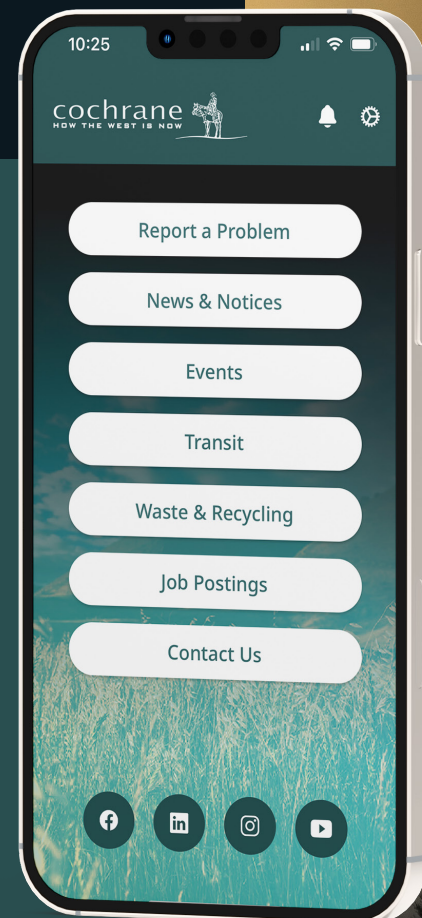 10:25
cochrane
HOW THE WEST IS NOW
Report a Problem
News & Notices
Events
Transit
Waste & Recycling
Job Postings
Contact Us
in